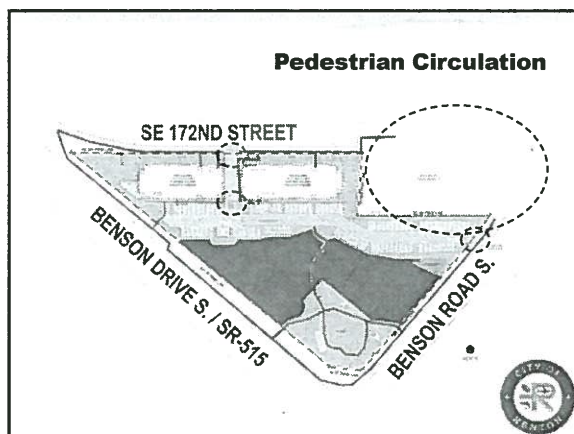 Pedestrian Circulation
SE 172ND STREET
BENSON DRIVE S. / SR-515
BENSON ROAD S.
CITY OF
RENTON